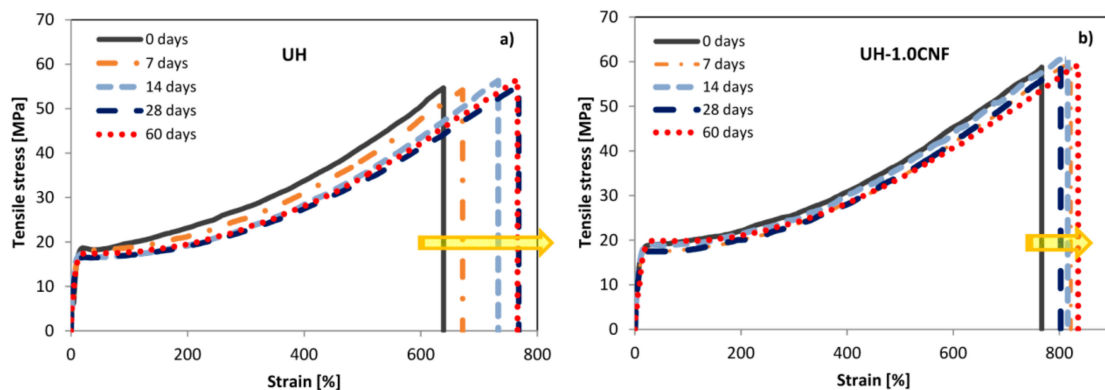 70
60
50
40
30
20
10
0
Tensile stress [MPa]
0 days
7 days
14 days
28 days
60 days
UH
a)
0 200 400 600 800
Strain [%]
70
60
50
40
30
20
10
0
Tensile stress [MPa]
0 days
7 days
14 days
28 days
60 days
UH-1.0CNF
b)
0 200 400 600 800
Strain [%]